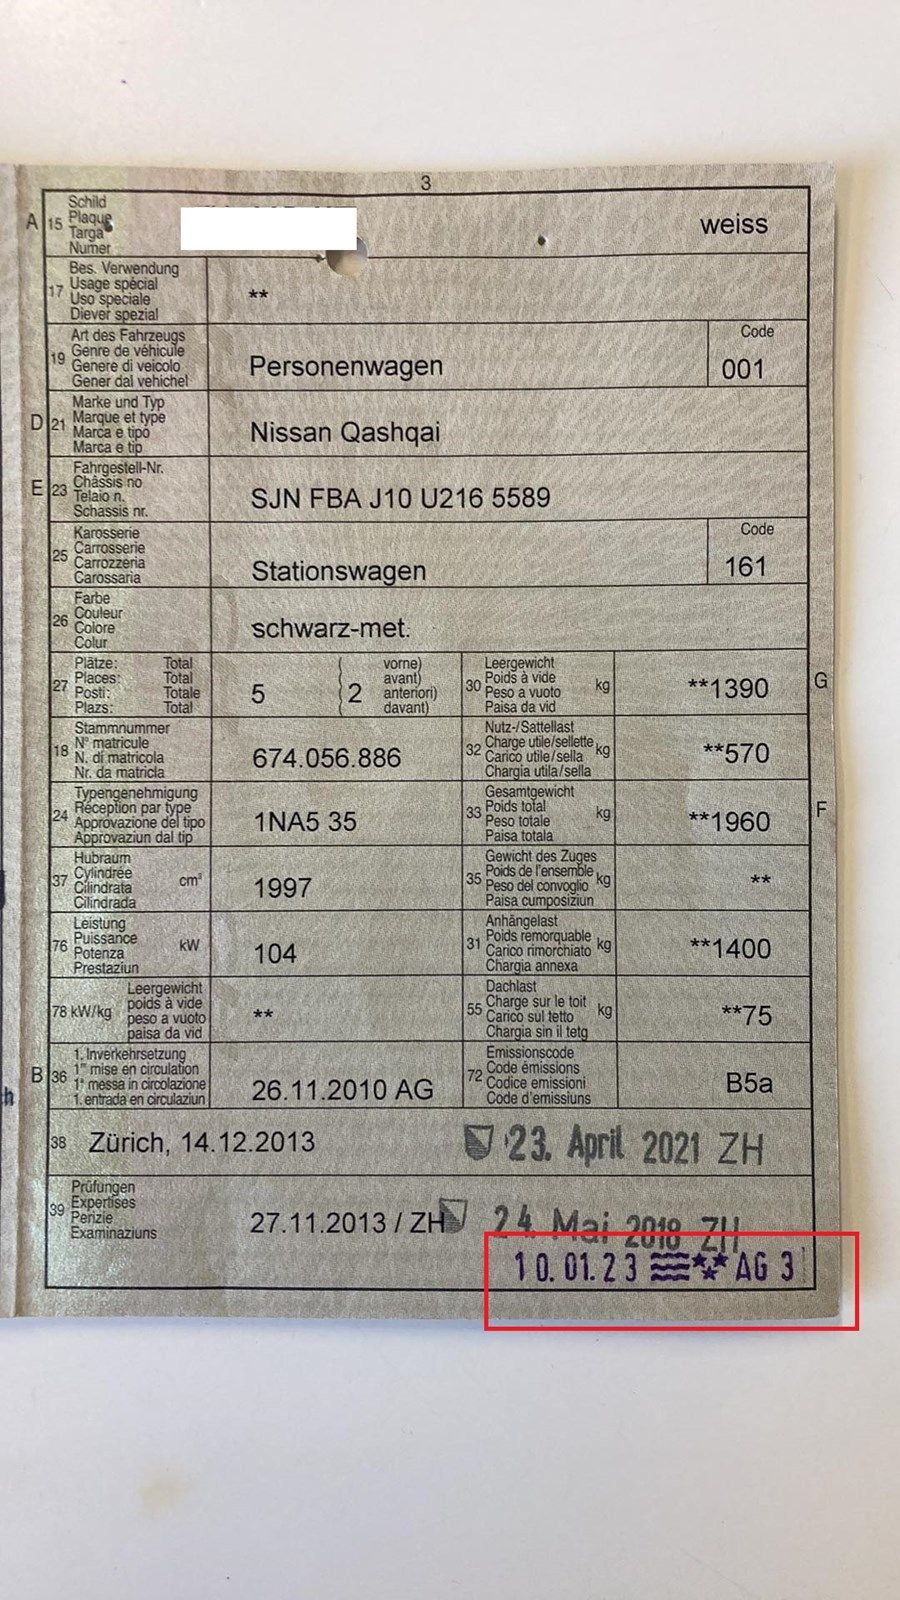 3
A 15 Schild
Plaque
Targa
Numer
weiss
17 Bes. Verwendung
Usage spécial
Uso speciale
Diever spezial
**
19 Art des Fahrzeugs
Genre de véhicule
Genere di veicolo
Gener dal vehichel
Personenwagen
Code
001
D 21 Marke und Typ
Marque et type
Marca e tipo
Marca e tip
Nissan Qashqai
E 23 Fahrgestell-Nr.
Châssis no
Telaio n.
Schassis nr.
SJN FBA J10 U216 5589
25 Karosserie
Carrosserie
Carrozzeria
Carossaria
Stationswagen
Code
161
26 Farbe
Couleur
Colore
Colur
schwarz-met.
27 Plätze: Total
Places: Total
Posti: Totale
Plazs: Total
5
( vorne)
( avant)
( 2 anteriori)
( davant)
30 Leergewicht
Poids à vide
Peso a vuoto
Paisa da vid
kg
**1390
G
18 Stammnummer
N° matricule
N. di matricola
Nr. da matricla
674.056.886
32 Nutz-/Sattellast
Charge utile/sellette
Carico utile/sella
Chargia utila/sella
kg
**570
24 Typengenehmigung
Réception par type
Approvazione del tipo
Approvaziun dal tip
1NA5 35
33 Gesamtgewicht
Poids total
Peso totale
Paisa totala
kg
**1960
F
37 Hubraum
Cylindrée
Cilindrata
Cilindrada
cm³
1997
35 Gewicht des Zuges
Poids de l'ensemble
Peso del convoglio
Paisa cumposiziun
kg
**
76 Leistung
Puissance
Potenza
Prestaziun
kW
104
31 Anhängelast
Poids remorquable
Carico rimorchiato
Chargia annexa
kg
**1400
78 kW/kg Leergewicht
poids à vide
peso a vuoto
paisa da vid
**
55 Dachlast
Charge sur le toit
Carico sul tetto
Chargia sin il tetg
kg
**75
B 36 1. Inverkehrsetzung
1re mise en circulation
1a messa in circolazione
1. entrada en circulaziun
26.11.2010 AG
72 Emissionscode
Code émissions
Codice emissioni
Code d'emissiuns
B5a
38 Zürich, 14.12.2013
23. April 2021 ZH
39 Prüfungen
Expertises
Perizie
Examinaziuns
27.11.2013 / ZH
24. Mai 2018 ZH
10.01.23 AG 3